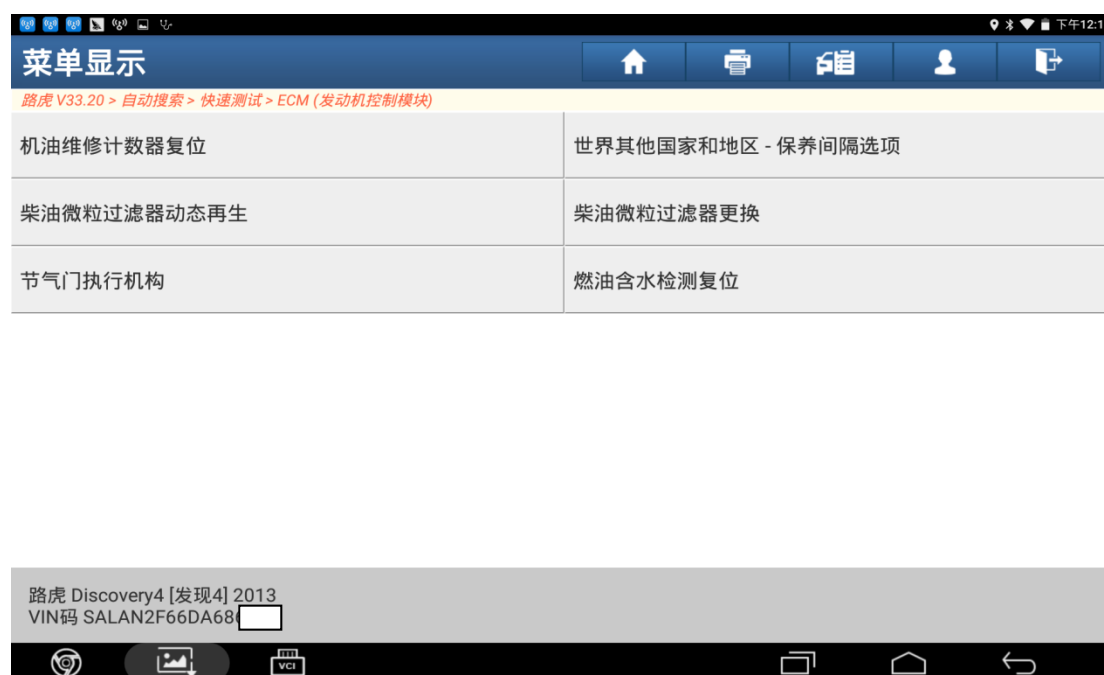 下午12:1
菜单显示
路虎 V33.20 > 自动搜索 > 快速测试 > ECM (发动机控制模块)
机油维修计数器复位
世界其他国家和地区 - 保养间隔选项
柴油微粒过滤器动态再生
柴油微粒过滤器更换
节气门执行机构
燃油含水检测复位
路虎 Discovery4 [发现4] 2013
VIN码 SALAN2F66DA68
VCI